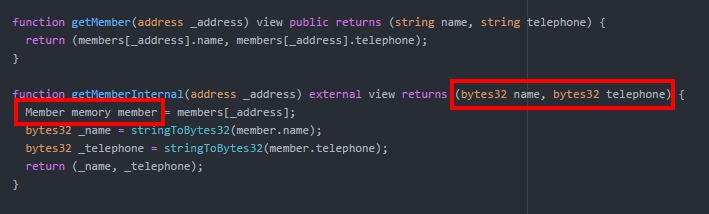 function getMember(address _address) view public returns (string name, string telephone) {
return (members[_address].name, members[_address].telephone);
}
function getMemberInternal(address _address) external view returns (bytes32 name, bytes32 telephone) {
Member memory member = members[_address];
bytes32 _name = stringToBytes32(member.name);
bytes32 _telephone = stringToBytes32(member.telephone);
return (_name, _telephone);
}